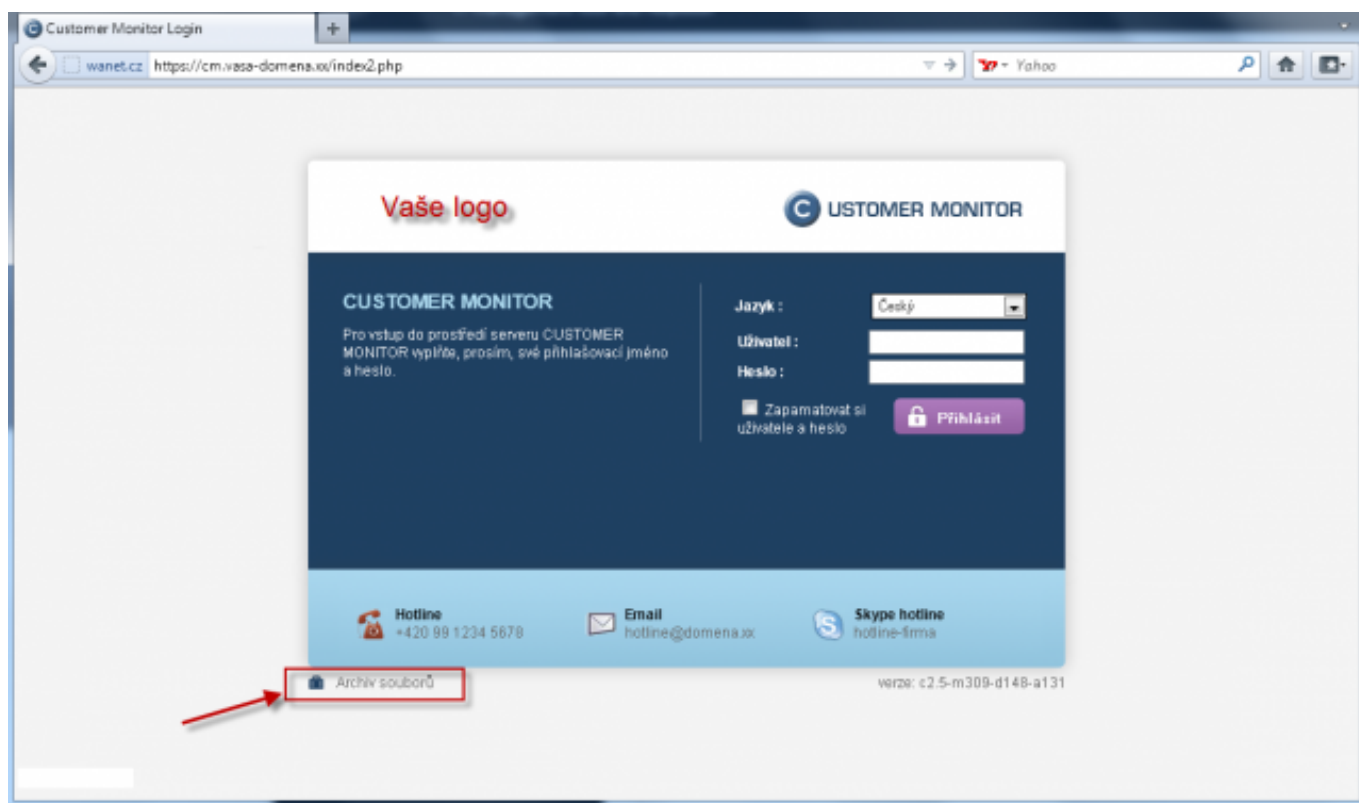 Customer Monitor Login
wanet.cz https://cm.vasa-domena.xx/index2.php
Yahoo
Vaše logo
C USTOMER MONITOR
CUSTOMER MONITOR
Pro vstup do prostředí serveru CUSTOMER
MONITOR vyplňte, prosím, své přihlašovací jméno
a heslo.
Jazyk :
Český
Uživatel :
Heslo :
Zapamatovat si
uživatele a heslo
Přihlásit
Hotline
+420 99 1234 5678
Email
hotline@domena.xx
Skype hotline
hotline-firma
Archiv souborů
verze: c2.5-m309-d148-a131